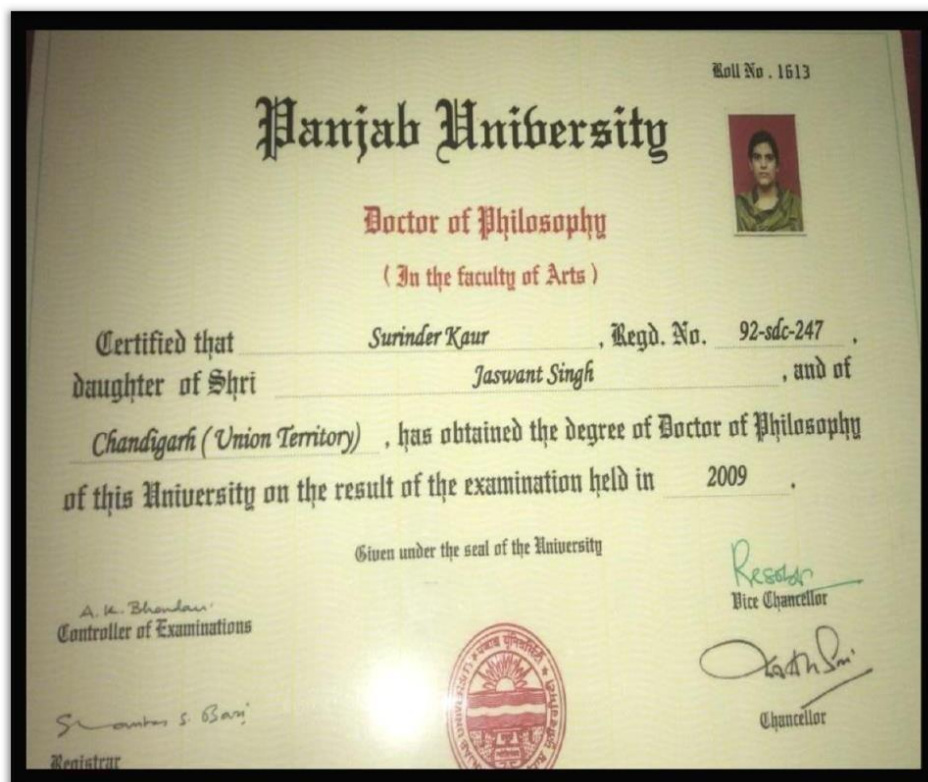 Roll No . 1613
Panjab University
Doctor of Philosophy
( In the faculty of Arts )
Certified that Surinder Kaur , Regd. No. 92-sdc-247 ,
daughter of Shri Jaswant Singh , and of
Chandigarh ( Union Territory) , has obtained the degree of Doctor of Philosophy
of this University on the result of the examination held in 2009 .
Given under the seal of the University
A. K. Bhandari
Controller of Examinations
Vice Chancellor
Chancellor
Registrar